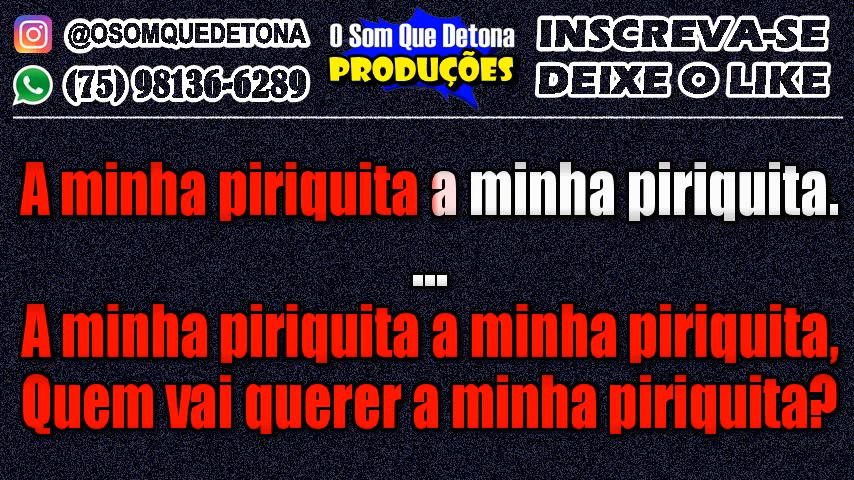 @OSOMQUEDETONA
(75) 98136-6289
O Som Que Detona
PRODUÇÕES
INSCREVA-SE
DEIXE O LIKE
A minha piriquita a minha piriquita.
...
A minha piriquita a minha piriquita,
Quem vai querer a minha piriquita?